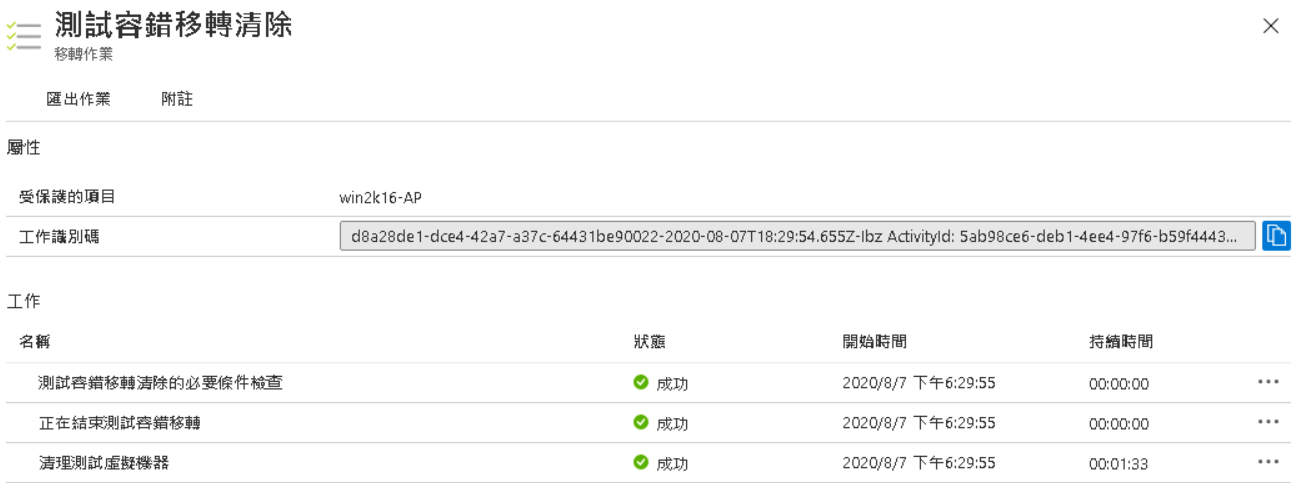 測試容錯移轉清除
移轉作業
匯出作業 附註
屬性
受保護的項目 win2k16-AP
工作識別碼 d8a28de1-dce4-42a7-a37c-64431be90022-2020-08-07T18:29:54.655Z-Ibz ActivityId: 5ab98ce6-deb1-4ee4-97f6-b59f4443...
工作
名稱 狀態 開始時間 持續時間
測試容錯移轉清除的必要條件檢查 成功 2020/8/7 下午6:29:55 00:00:00 ...
正在結束測試容錯移轉 成功 2020/8/7 下午6:29:55 00:00:00 ...
清理測試虛擬機器 成功 2020/8/7 下午6:29:55 00:01:33 ...